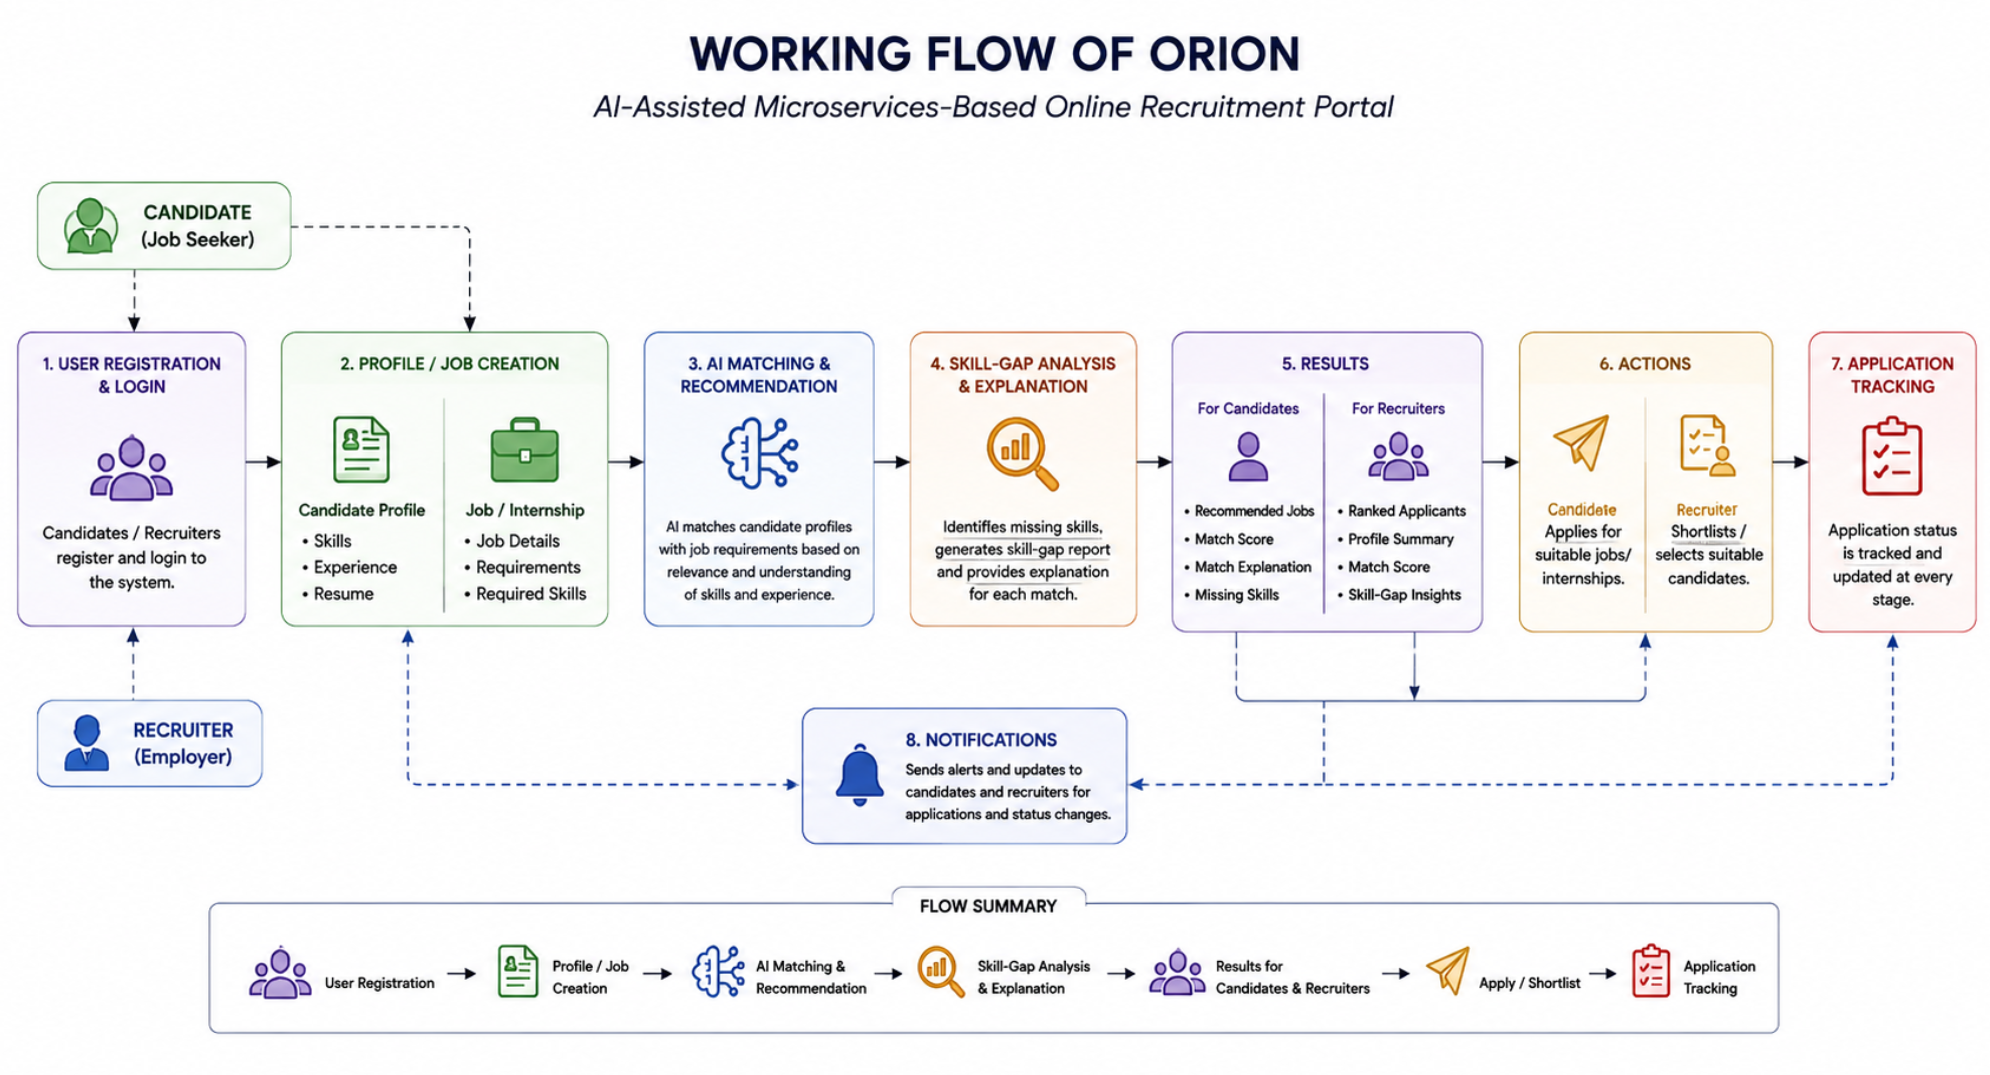 WORKING FLOW OF ORION
AI-Assisted Microservices-Based Online Recruitment Portal
CANDIDATE
(Job Seeker)
1. USER REGISTRATION
& LOGIN
Candidates / Recruiters
register and login to
the system.
2. PROFILE / JOB CREATION
Candidate Profile
• Skills
• Experience
• Resume
Job / Internship
• Job Details
• Requirements
• Required Skills
3. AI MATCHING &
RECOMMENDATION
AI matches candidate profiles
with job requirements based on
relevance and understanding
of skills and experience.
4. SKILL-GAP ANALYSIS
& EXPLANATION
Identifies missing skills,
generates skill-gap report
and provides explanation
for each match.
5. RESULTS
For Candidates
• Recommended Jobs
• Match Score
• Match Explanation
• Missing Skills
For Recruiters
• Ranked Applicants
• Profile Summary
• Match Score
• Skill-Gap Insights
6. ACTIONS
Candidate
Applies for
suitable jobs/
internships.
Recruiter
Shortlists /
selects suitable
candidates.
7. APPLICATION
TRACKING
Application status
is tracked and
updated at every
stage.
RECRUITER
(Employer)
8. NOTIFICATIONS
Sends alerts and updates to
candidates and recruiters for
applications and status changes.
FLOW SUMMARY
User Registration
Profile / Job
Creation
AI Matching &
Recommendation
Skill-Gap Analysis
& Explanation
Results for
Candidates & Recruiters
Apply / Shortlist
Application
Tracking